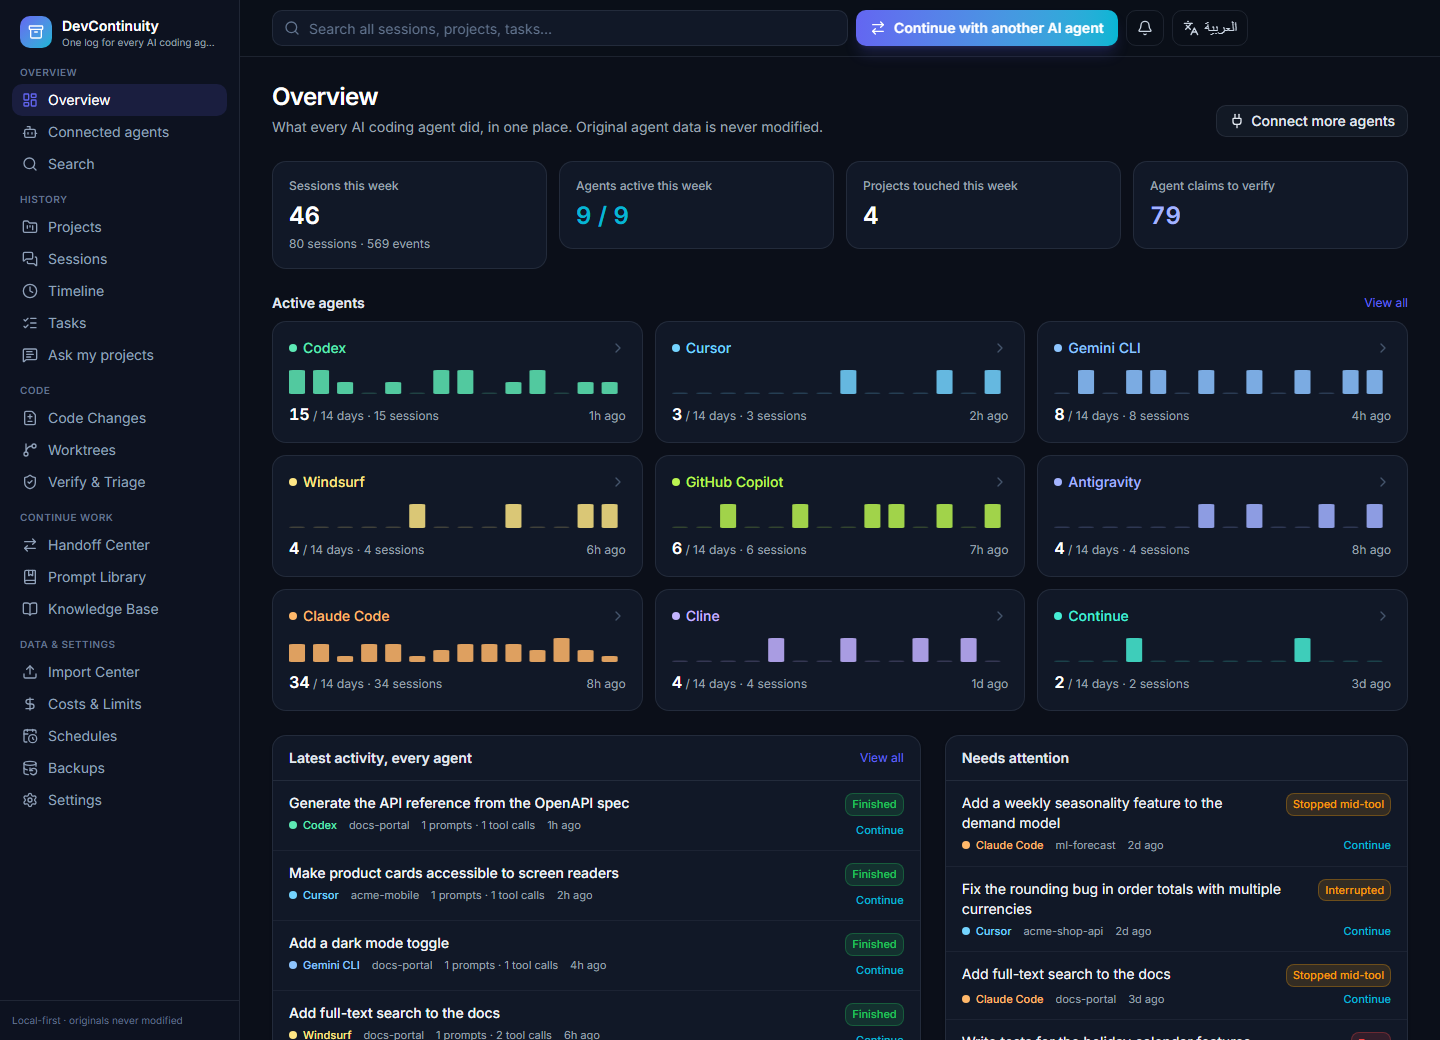 DevContinuity
One log for every AI coding ag...
OVERVIEW
Overview
Connected agents
Search
HISTORY
Projects
Sessions
Timeline
Tasks
Ask my projects
CODE
Code Changes
Worktrees
Verify & Triage
CONTINUE WORK
Handoff Center
Prompt Library
Knowledge Base
DATA & SETTINGS
Import Center
Costs & Limits
Schedules
Backups
Settings
Local-first · originals never modified
Search all sessions, projects, tasks...
Continue with another AI agent
العربية
Overview
What every AI coding agent did, in one place. Original agent data is never modified.
Connect more agents
Sessions this week
46
80 sessions · 569 events
Agents active this week
9 / 9
Projects touched this week
4
Agent claims to verify
79
Active agents
View all
Codex
15 / 14 days · 15 sessions 1h ago
Cursor
3 / 14 days · 3 sessions 2h ago
Gemini CLI
8 / 14 days · 8 sessions 4h ago
Windsurf
4 / 14 days · 4 sessions 6h ago
GitHub Copilot
6 / 14 days · 6 sessions 7h ago
Antigravity
4 / 14 days · 4 sessions 8h ago
Claude Code
34 / 14 days · 34 sessions 8h ago
Cline
4 / 14 days · 4 sessions 1d ago
Continue
2 / 14 days · 2 sessions 3d ago
Latest activity, every agent
View all
Generate the API reference from the OpenAPI spec
Finished
Codex docs-portal 1 prompts · 1 tool calls 1h ago
Continue
Make product cards accessible to screen readers
Finished
Cursor acme-mobile 1 prompts · 1 tool calls 2h ago
Continue
Add a dark mode toggle
Finished
Gemini CLI docs-portal 1 prompts · 1 tool calls 4h ago
Continue
Add full-text search to the docs
Finished
Windsurf docs-portal 1 prompts · 2 tool calls 6h ago
Continue
Needs attention
Add a weekly seasonality feature to the
demand model
Stopped mid-tool
Claude Code ml-forecast 2d ago
Continue
Fix the rounding bug in order totals with multiple
currencies
Interrupted
Cursor acme-shop-api 2d ago
Continue
Add full-text search to the docs
Stopped mid-tool
Claude Code docs-portal 3d ago
Continue
Write tests for the holiday calendar features